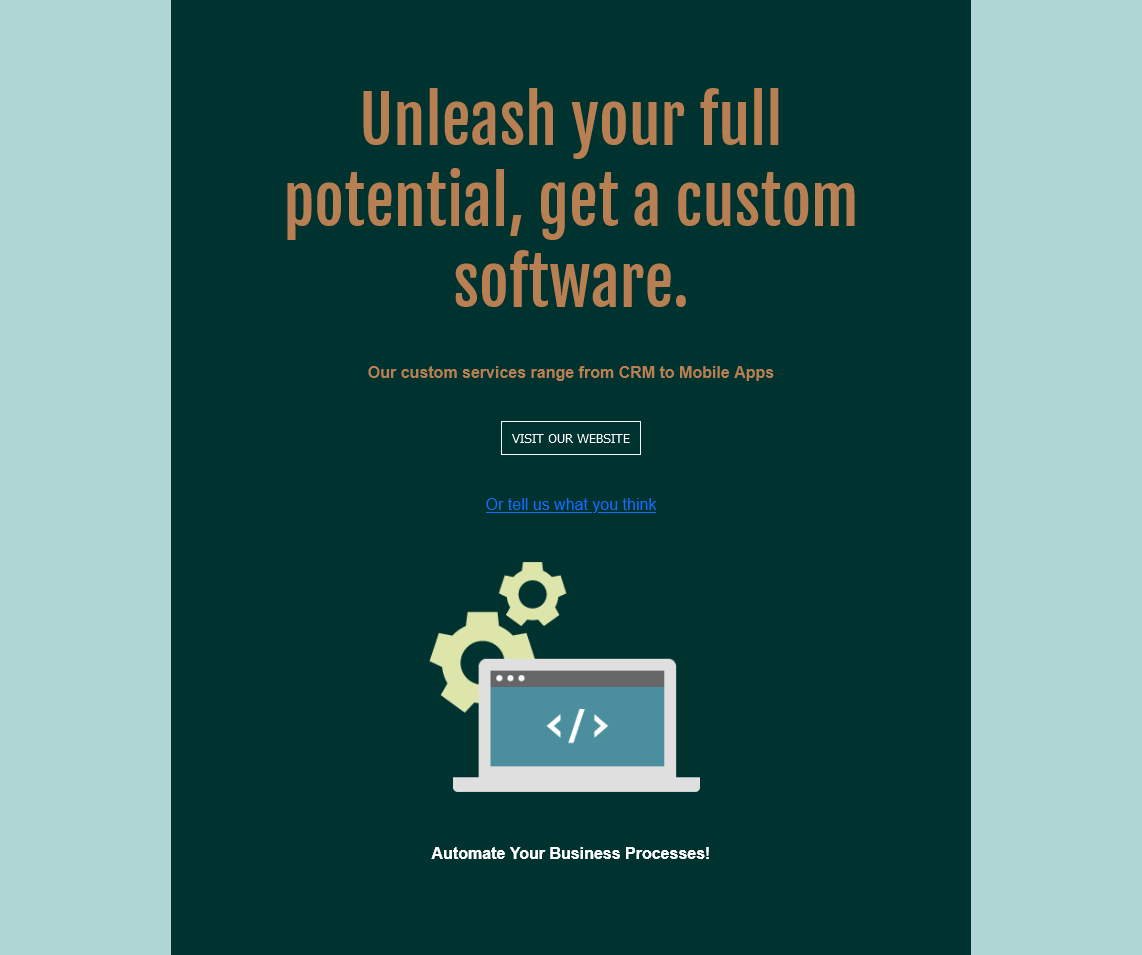 Unleash your full
potential, get a custom
software.
Our custom services range from CRM to Mobile Apps
VISIT OUR WEBSITE
Or tell us what you think
</>
Automate Your Business Processes!